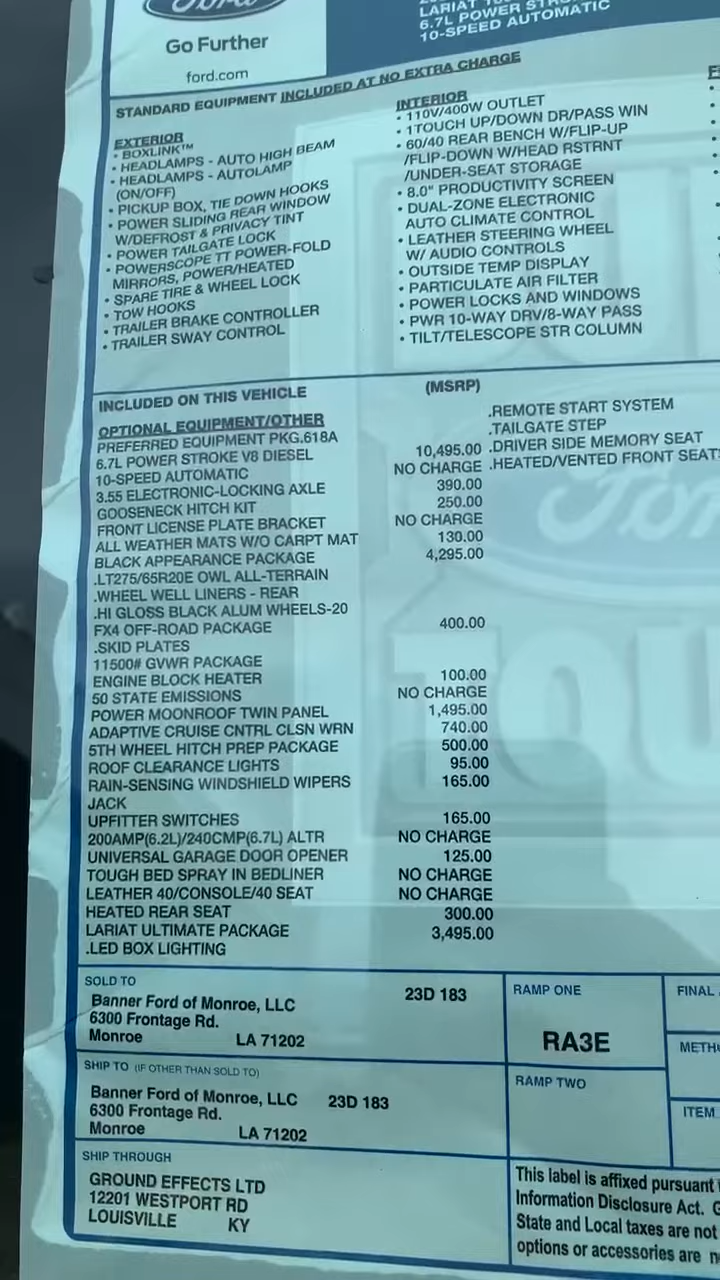 Ford
Go Further
ford.com
LARIAT
6.7L POWER
10-SPEED AUTOMATIC
STANDARD EQUIPMENT INCLUDED AT NO EXTRA CHARGE
EXTERIOR
• BOXLINK™
• HEADLAMPS - AUTO HIGH BEAM
• HEADLAMPS - AUTOLAMP
(ON/OFF)
• PICKUP BOX, TIE DOWN HOOKS
• POWER SLIDING REAR WINDOW
W/DEFROST & PRIVACY TINT
• POWER TAILGATE LOCK
• POWERSCOPE TT POWER-FOLD
MIRRORS, POWER/HEATED
• SPARE TIRE & WHEEL LOCK
• TOW HOOKS
• TRAILER BRAKE CONTROLLER
• TRAILER SWAY CONTROL
INTERIOR
• 110V/400W OUTLET
• 1TOUCH UP/DOWN DR/PASS WIN
• 60/40 REAR BENCH W/FLIP-UP
/FLIP-DOWN W/HEAD RSTRNT
/UNDER-SEAT STORAGE
• 8.0" PRODUCTIVITY SCREEN
• DUAL-ZONE ELECTRONIC
AUTO CLIMATE CONTROL
• LEATHER STEERING WHEEL
W/ AUDIO CONTROLS
• OUTSIDE TEMP DISPLAY
• PARTICULATE AIR FILTER
• POWER LOCKS AND WINDOWS
• PWR 10-WAY DRV/8-WAY PASS
• TILT/TELESCOPE STR COLUMN
INCLUDED ON THIS VEHICLE (MSRP)
OPTIONAL EQUIPMENT/OTHER
PREFERRED EQUIPMENT PKG.618A
6.7L POWER STROKE V8 DIESEL 10,495.00
10-SPEED AUTOMATIC NO CHARGE
3.55 ELECTRONIC-LOCKING AXLE 390.00
GOOSENECK HITCH KIT 250.00
FRONT LICENSE PLATE BRACKET NO CHARGE
ALL WEATHER MATS W/O CARPT MAT 130.00
BLACK APPEARANCE PACKAGE 4,295.00
.LT275/65R20E OWL ALL-TERRAIN
.WHEEL WELL LINERS - REAR
.HI GLOSS BLACK ALUM WHEELS-20
FX4 OFF-ROAD PACKAGE 400.00
.SKID PLATES
11500# GVWR PACKAGE
ENGINE BLOCK HEATER 100.00
50 STATE EMISSIONS NO CHARGE
POWER MOONROOF TWIN PANEL 1,495.00
ADAPTIVE CRUISE CNTRL CLSN WRN 740.00
5TH WHEEL HITCH PREP PACKAGE 500.00
ROOF CLEARANCE LIGHTS 95.00
RAIN-SENSING WINDSHIELD WIPERS 165.00
JACK
UPFITTER SWITCHES 165.00
200AMP(6.2L)/240CMP(6.7L) ALTR NO CHARGE
UNIVERSAL GARAGE DOOR OPENER 125.00
TOUGH BED SPRAY IN BEDLINER NO CHARGE
LEATHER 40/CONSOLE/40 SEAT NO CHARGE
HEATED REAR SEAT 300.00
LARIAT ULTIMATE PACKAGE 3,495.00
.LED BOX LIGHTING
.REMOTE START SYSTEM
.TAILGATE STEP
.DRIVER SIDE MEMORY SEAT
.HEATED/VENTED FRONT SEAT
SOLD TO
Banner Ford of Monroe, LLC 23D 183
6300 Frontage Rd.
Monroe LA 71202
SHIP TO (IF OTHER THAN SOLD TO)
Banner Ford of Monroe, LLC 23D 183
6300 Frontage Rd.
Monroe LA 71202
SHIP THROUGH
GROUND EFFECTS LTD
12201 WESTPORT RD
LOUISVILLE KY
RAMP ONE
RA3E
RAMP TWO
FINAL
METH
ITEM
This label is affixed pursuant
Information Disclosure Act.
State and Local taxes are not
options or accessories are